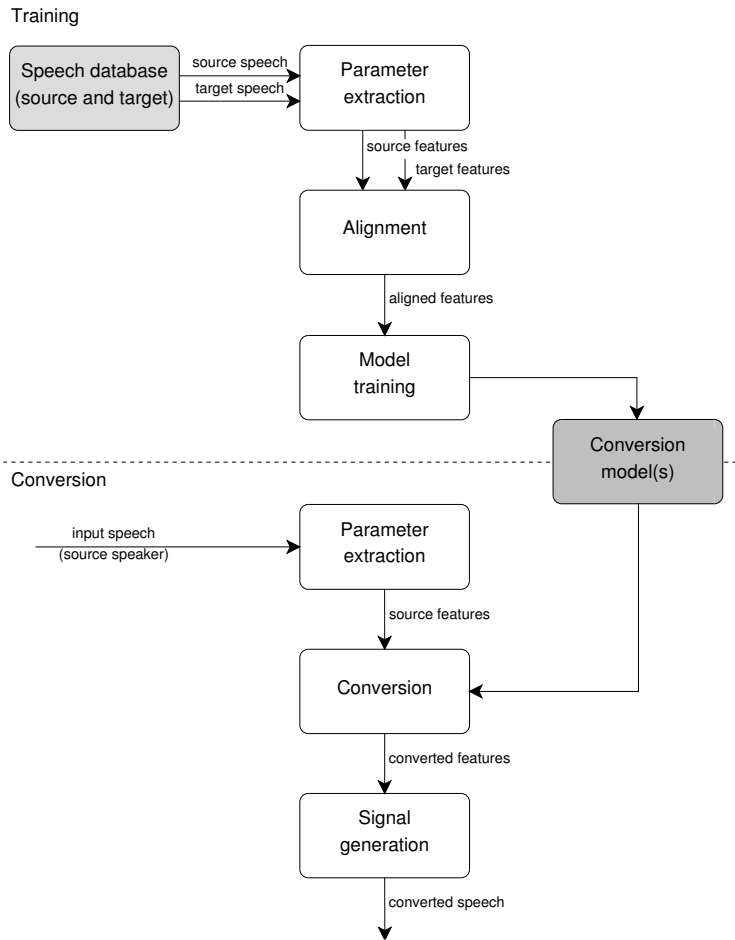 Training
Speech database
(source and target)
source speech
target speech
Parameter
extraction
source features
target features
Alignment
aligned features
Model
training
Conversion
model(s)
Conversion
input speech
(source speaker)
Parameter
extraction
source features
Conversion
converted features
Signal
generation
converted speech